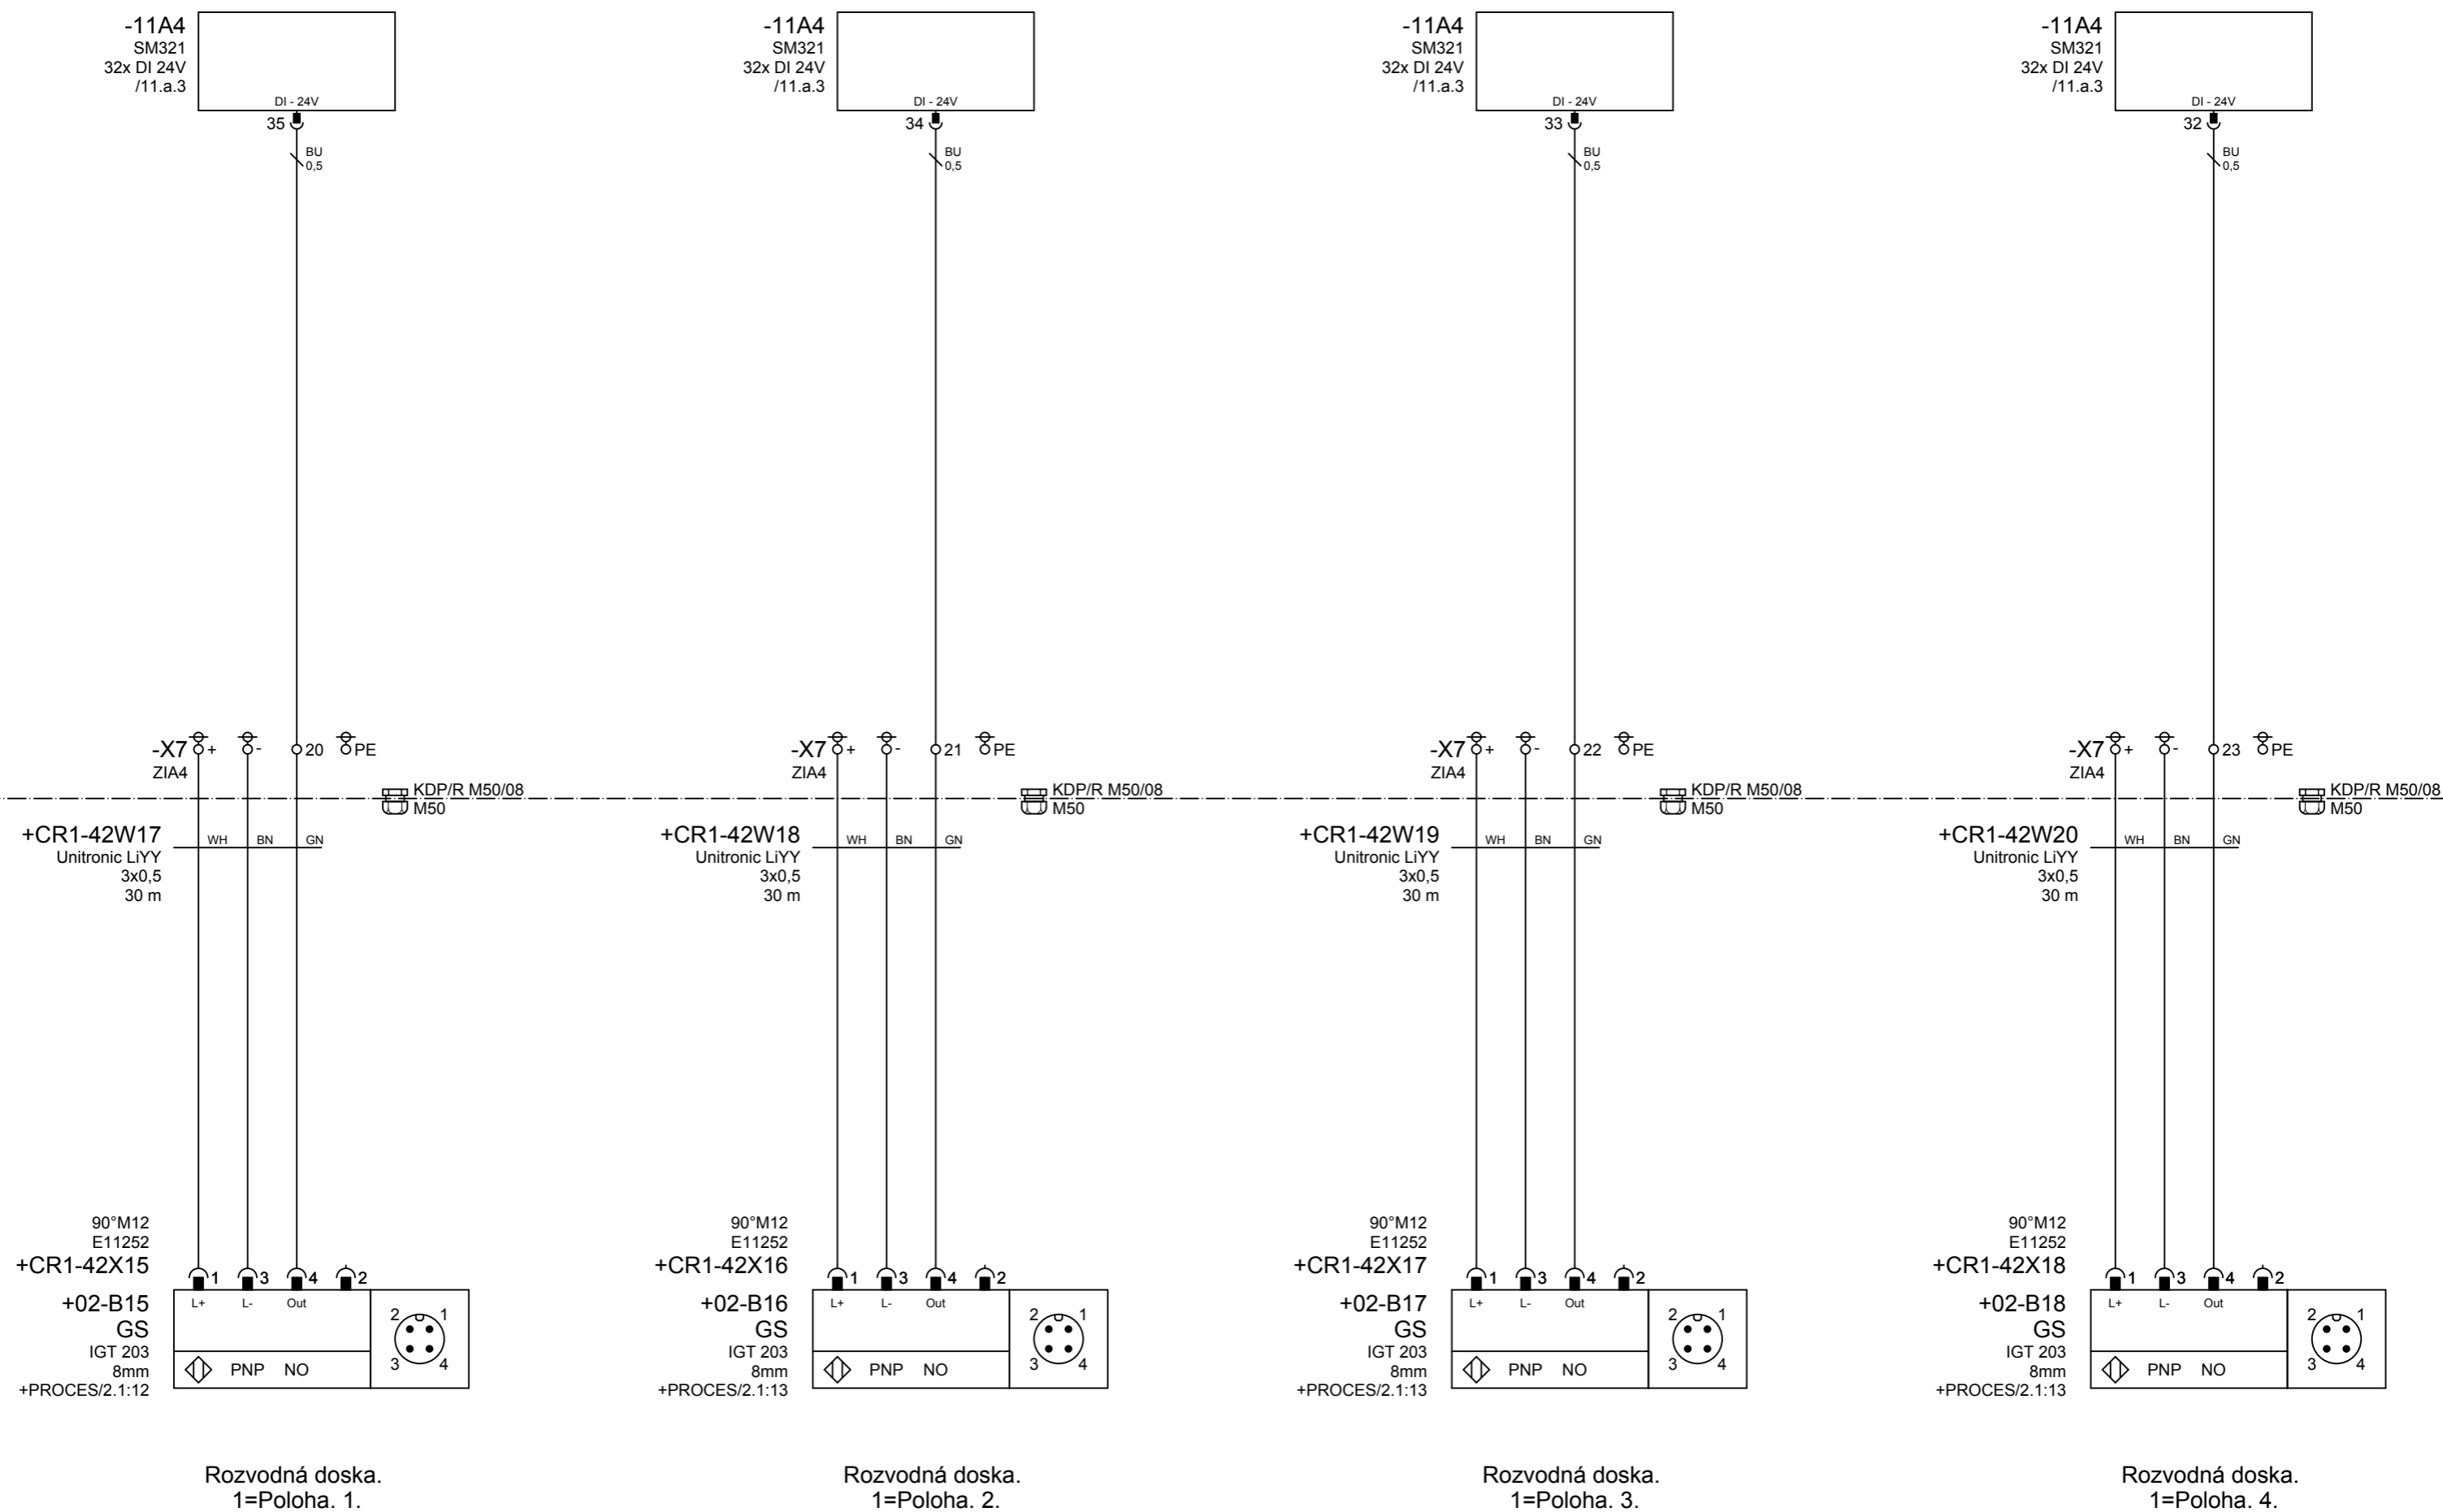 -11A4
SM321
32x DI 24V
/11.a.3
DI - 24V
35
BU
0,5
-X7
ZIA4
+
-
20
PE
KDP/R M50/08
M50
+CR1-42W17
Unitronic LiYY
3x0,5
30 m
WH
BN
GN
90°M12
E11252
+CR1-42X15
1
3
4
2
+02-B15
GS
IGT 203
8mm
+PROCES/2.1:12
L+
L-
Out
PNP NO
2 1
3 4
Rozvodná doska.
1=Poloha. 1.
-11A4
SM321
32x DI 24V
/11.a.3
DI - 24V
34
BU
0,5
-X7
ZIA4
+
-
21
PE
KDP/R M50/08
M50
+CR1-42W18
Unitronic LiYY
3x0,5
30 m
WH
BN
GN
90°M12
E11252
+CR1-42X16
1
3
4
2
+02-B16
GS
IGT 203
8mm
+PROCES/2.1:13
L+
L-
Out
PNP NO
2 1
3 4
Rozvodná doska.
1=Poloha. 2.
-11A4
SM321
32x DI 24V
/11.a.3
DI - 24V
33
BU
0,5
-X7
ZIA4
+
-
22
PE
KDP/R M50/08
M50
+CR1-42W19
Unitronic LiYY
3x0,5
30 m
WH
BN
GN
90°M12
E11252
+CR1-42X17
1
3
4
2
+02-B17
GS
IGT 203
8mm
+PROCES/2.1:13
L+
L-
Out
PNP NO
2 1
3 4
Rozvodná doska.
1=Poloha. 3.
-11A4
SM321
32x DI 24V
/11.a.3
DI - 24V
32
BU
0,5
-X7
ZIA4
+
-
23
PE
KDP/R M50/08
M50
+CR1-42W20
Unitronic LiYY
3x0,5
30 m
WH
BN
GN
90°M12
E11252
+CR1-42X18
1
3
4
2
+02-B18
GS
IGT 203
8mm
+PROCES/2.1:13
L+
L-
Out
PNP NO
2 1
3 4
Rozvodná doska.
1=Poloha. 4.